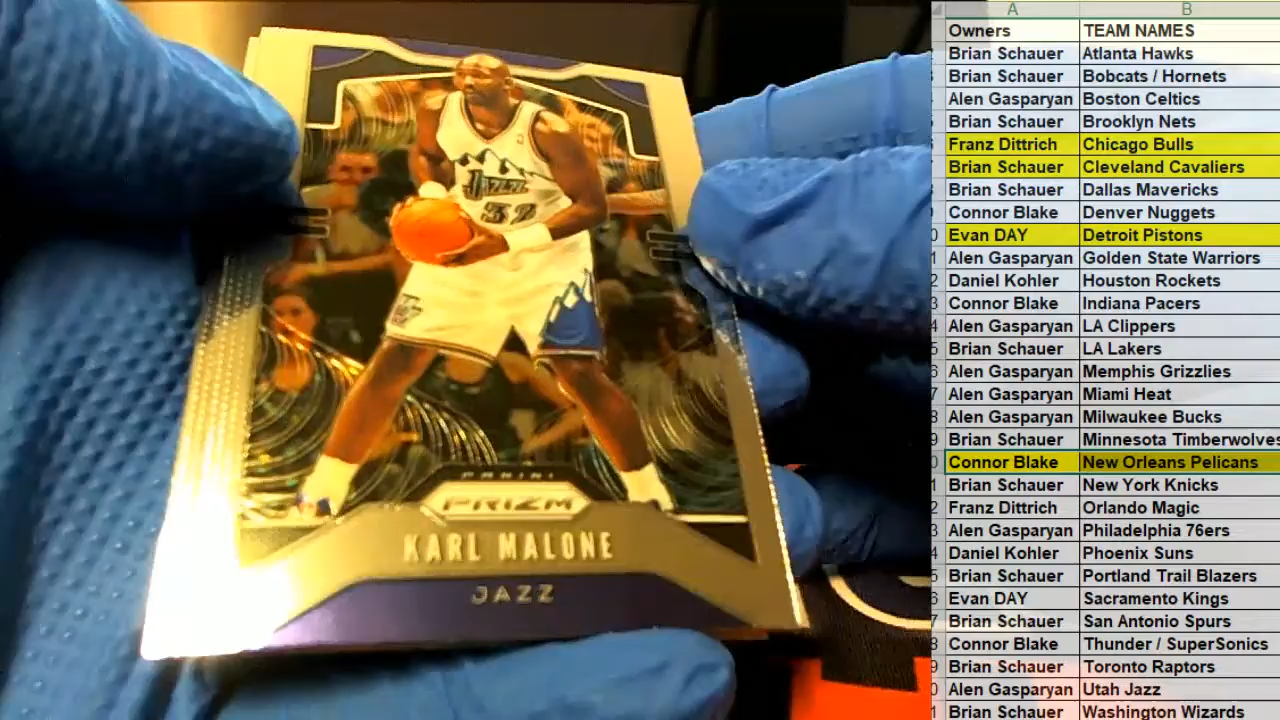 JAZZ
32
PANINI
PRIZM
KARL MALONE
JAZZ
A B
Owners TEAM NAMES
Brian Schauer Atlanta Hawks
Brian Schauer Bobcats / Hornets
Alen Gasparyan Boston Celtics
Brian Schauer Brooklyn Nets
Franz Dittrich Chicago Bulls
Brian Schauer Cleveland Cavaliers
Brian Schauer Dallas Mavericks
Connor Blake Denver Nuggets
Evan DAY Detroit Pistons
Alen Gasparyan Golden State Warriors
Daniel Kohler Houston Rockets
Connor Blake Indiana Pacers
Alen Gasparyan LA Clippers
Brian Schauer LA Lakers
Alen Gasparyan Memphis Grizzlies
Alen Gasparyan Miami Heat
Alen Gasparyan Milwaukee Bucks
Brian Schauer Minnesota Timberwolves
Connor Blake New Orleans Pelicans
Brian Schauer New York Knicks
Franz Dittrich Orlando Magic
Alen Gasparyan Philadelphia 76ers
Daniel Kohler Phoenix Suns
Brian Schauer Portland Trail Blazers
Evan DAY Sacramento Kings
Brian Schauer San Antonio Spurs
Connor Blake Thunder / SuperSonics
Brian Schauer Toronto Raptors
Alen Gasparyan Utah Jazz
Brian Schauer Washington Wizards